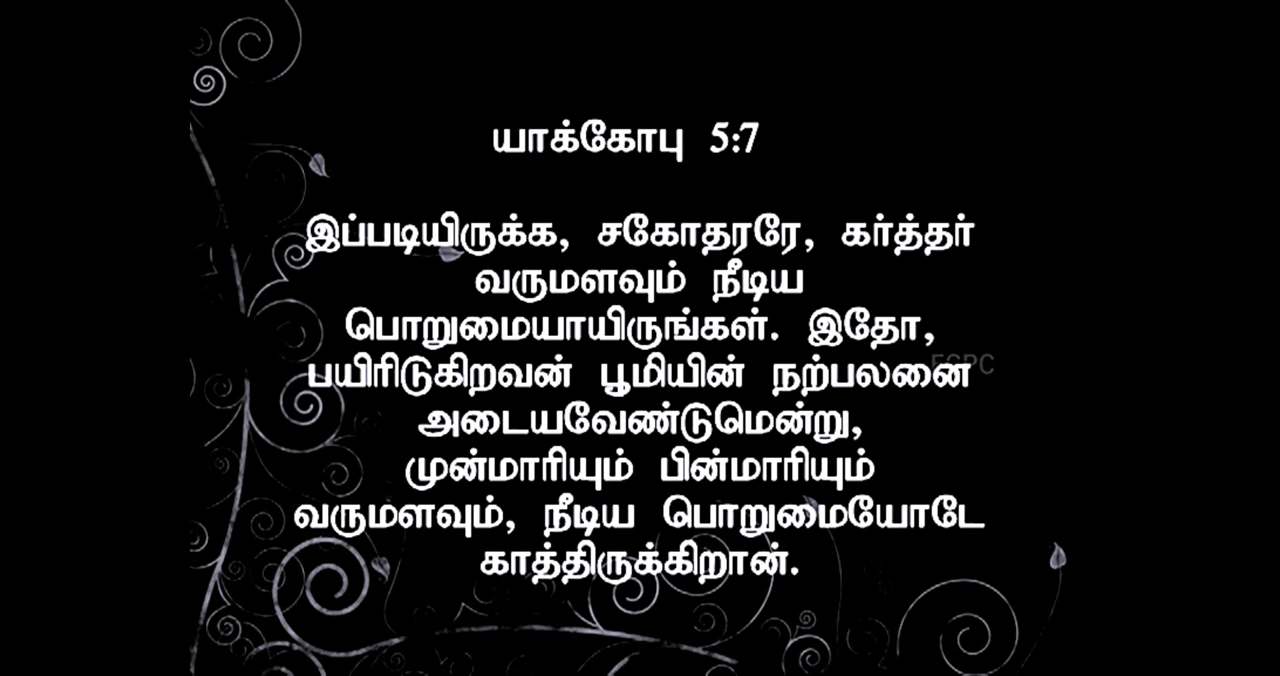 யாக்கோபு 5:7
இப்படியிருக்க, சகோதரரே, கர்த்தர்
வருமளவும் நீடிய
பொறுமையாயிருங்கள். இதோ,
பயிரிடுகிறவன் பூமியின் நற்பலனை
அடையவேண்டுமென்று,
முன்மாரியும் பின்மாரியும்
வருமளவும், நீடிய பொறுமையோடே
காத்திருக்கிறான்.